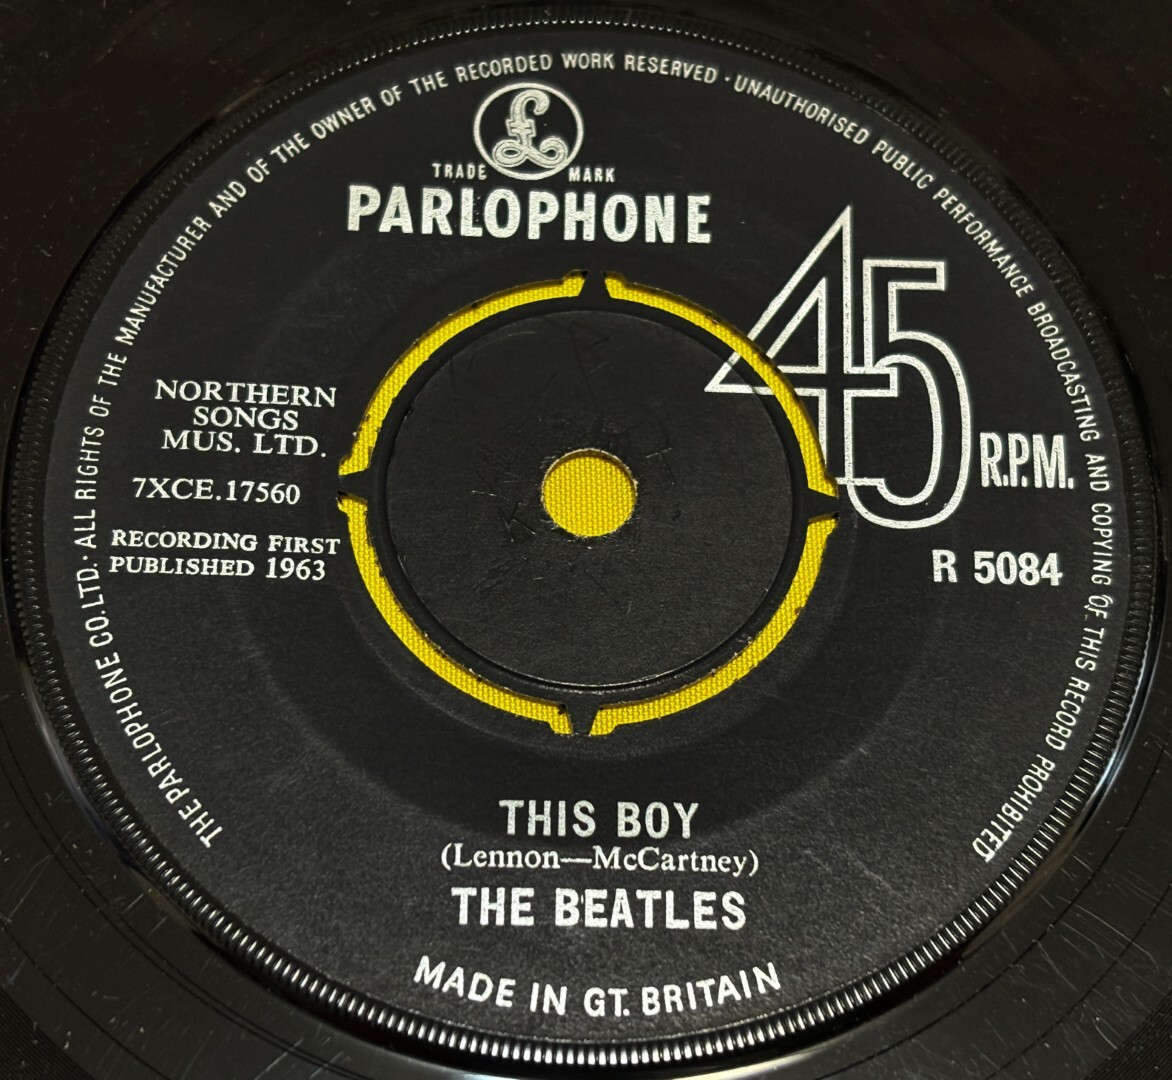 THE PARLOPHONE CO. LTD. · ALL RIGHTS OF THE MANUFACTURER AND OF THE OWNER OF THE RECORDED WORK RESERVED · UNAUTHORISED PUBLIC PERFORMANCE BROADCASTING AND COPYING OF THIS RECORD PROHIBITED
£
TRADE MARK
PARLOPHONE
45
R.P.M.
NORTHERN
SONGS
MUS. LTD.
7XCE.17560
RECORDING FIRST
PUBLISHED 1963
R 5084
THIS BOY
(Lennon—McCartney)
THE BEATLES
MADE IN GT. BRITAIN